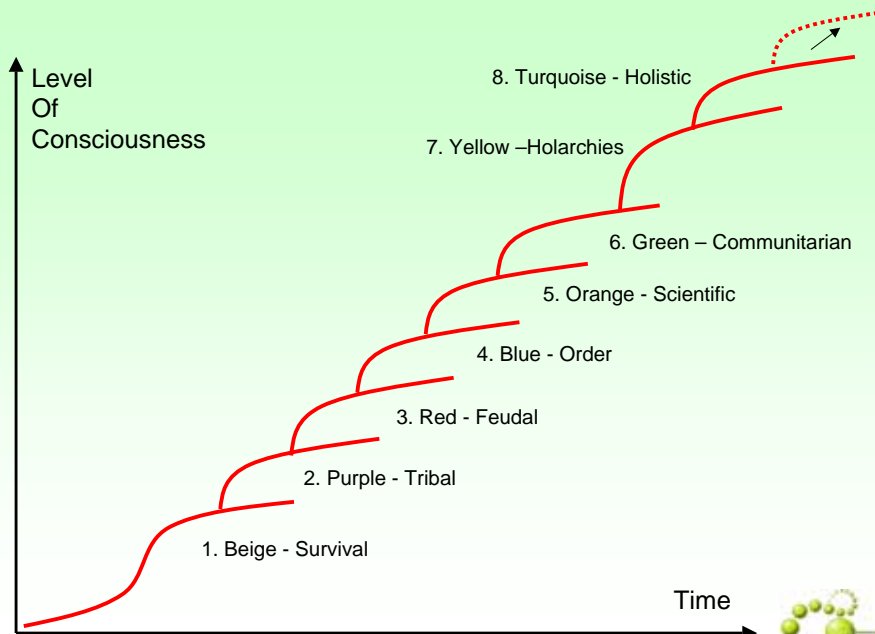 Level
Of
Consciousness
8. Turquoise - Holistic
7. Yellow –Holarchies
6. Green – Communitarian
5. Orange - Scientific
4. Blue - Order
3. Red - Feudal
2. Purple - Tribal
1. Beige - Survival
Time